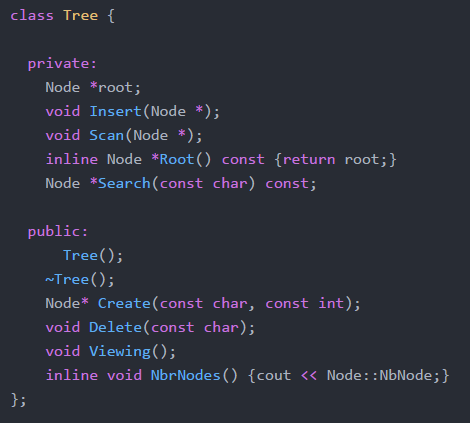 class Tree {
private:
Node *root;
void Insert(Node *);
void Scan(Node *);
inline Node *Root() const {return root;}
Node *Search(const char) const;
public:
Tree();
~Tree();
Node* Create(const char, const int);
void Delete(const char);
void Viewing();
inline void NbrNodes() {cout << Node::NbNode;}
};